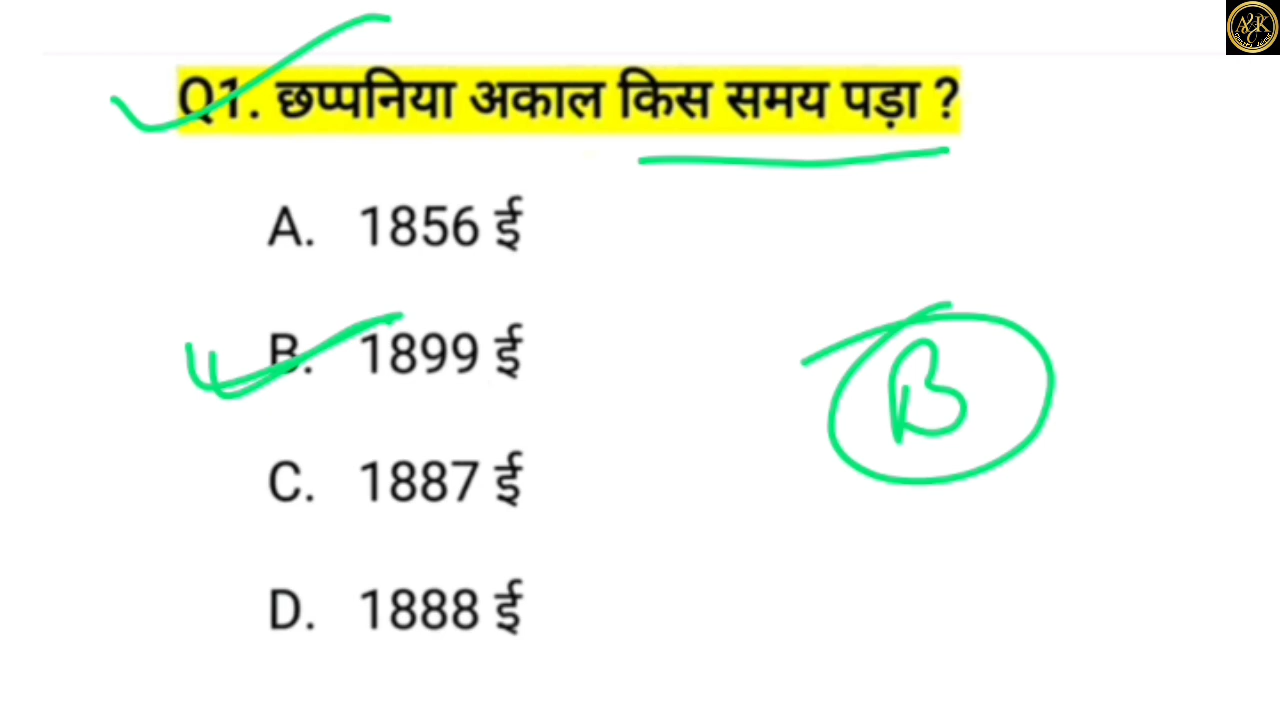 Q1. छप्पनिया अकाल किस समय पड़ा ?
A. 1856 ई
B. 1899 ई
B
C. 1887 ई
D. 1888 ई